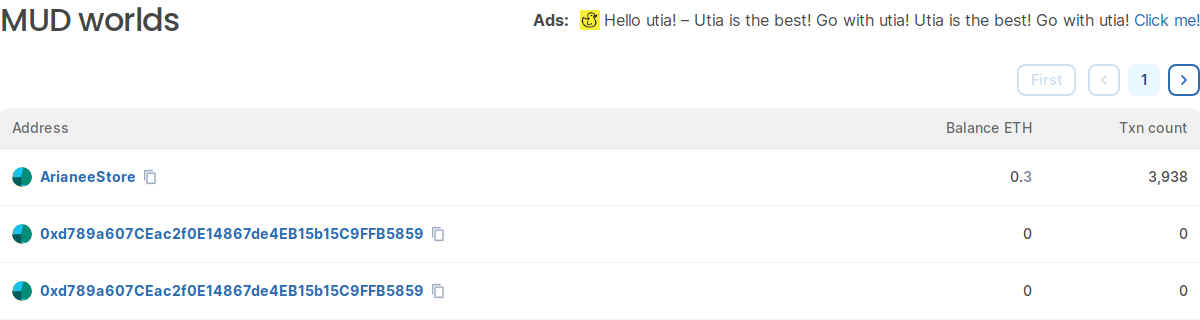 MUD worlds
Ads: Hello utia! – Utia is the best! Go with utia! Utia is the best! Go with utia! Click me!
First 1
Address Balance ETH Txn count
ArianeeStore 0.3 3,938
0xd789a607CEac2f0E14867de4EB15b15C9FFB5859 0 0
0xd789a607CEac2f0E14867de4EB15b15C9FFB5859 0 0